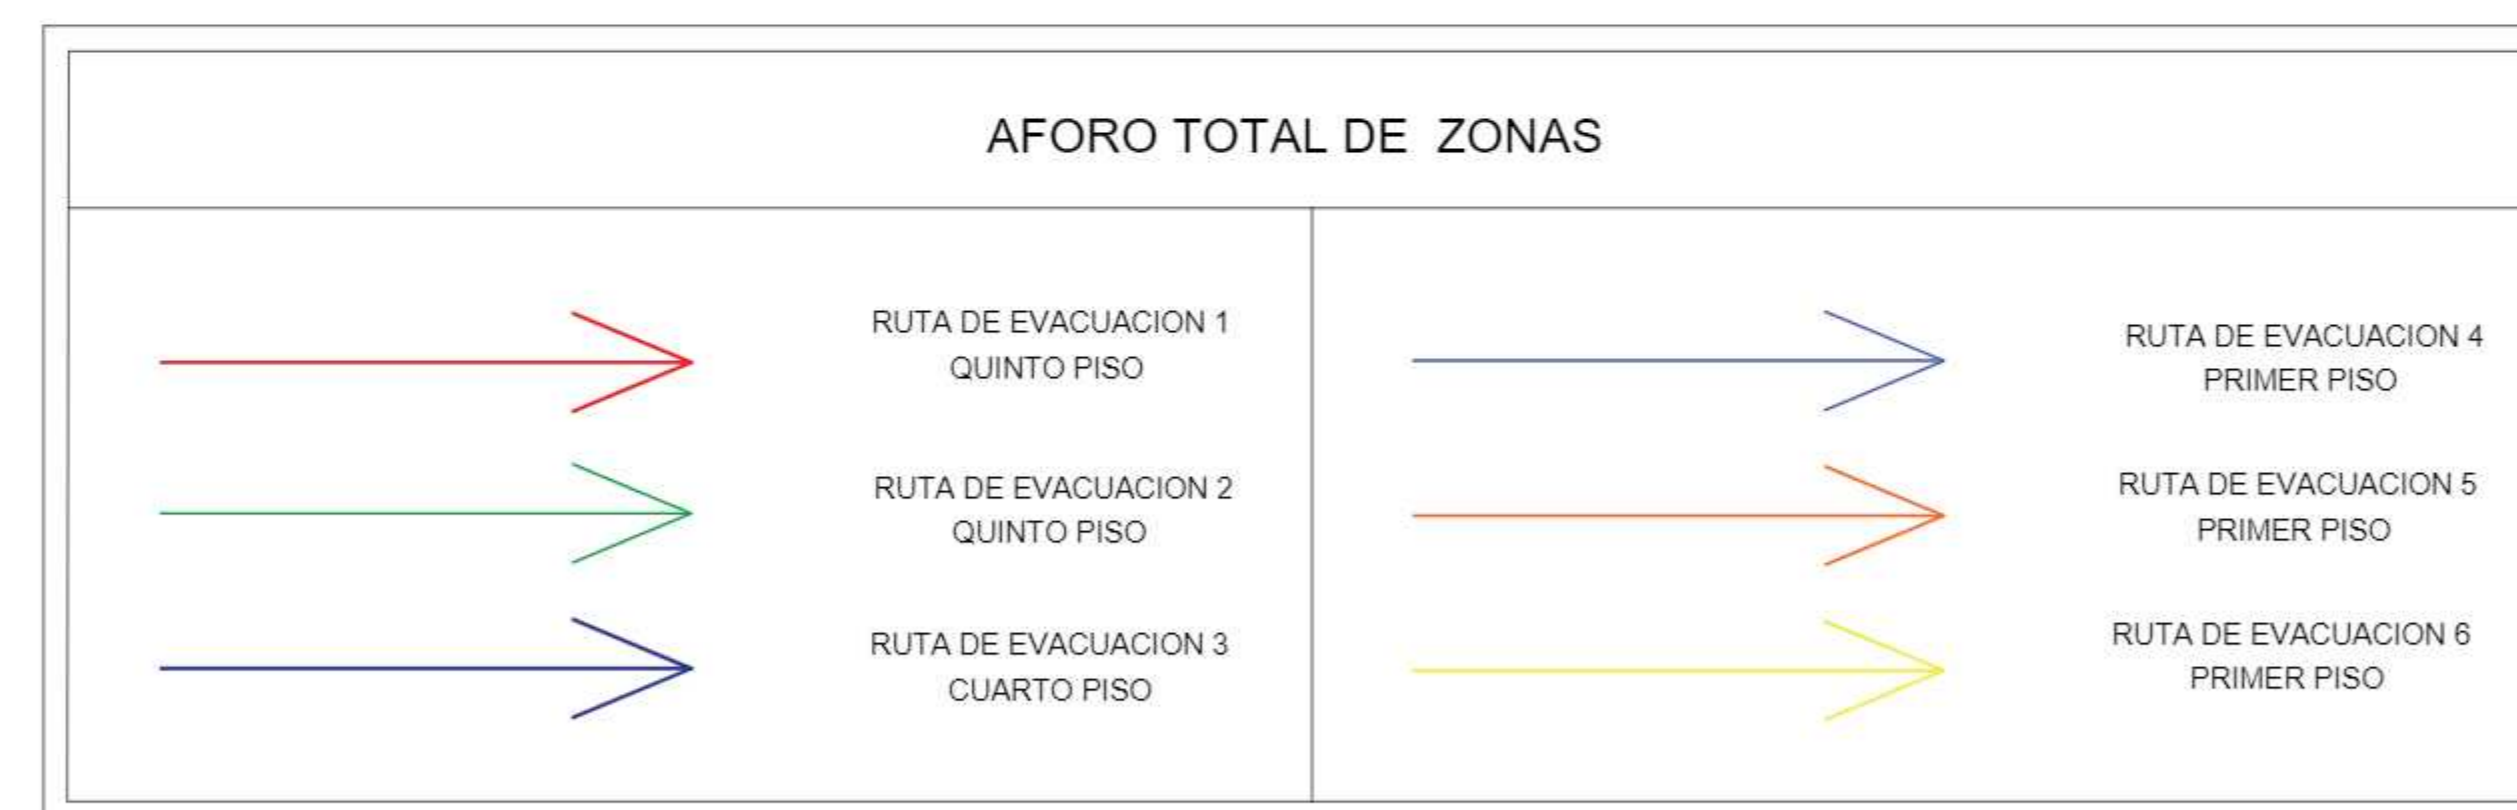 AFORO TOTAL DE ZONAS
RUTA DE EVACUACION 1
QUINTO PISO
RUTA DE EVACUACION 2
QUINTO PISO
RUTA DE EVACUACION 3
CUARTO PISO
RUTA DE EVACUACION 4
PRIMER PISO
RUTA DE EVACUACION 5
PRIMER PISO
RUTA DE EVACUACION 6
PRIMER PISO